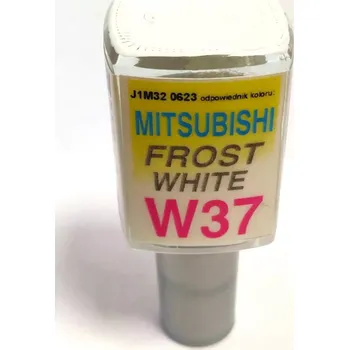 J1M32 0623 odpowiednik koloru:
MITSUBISHI
FROST
WHITE
W37